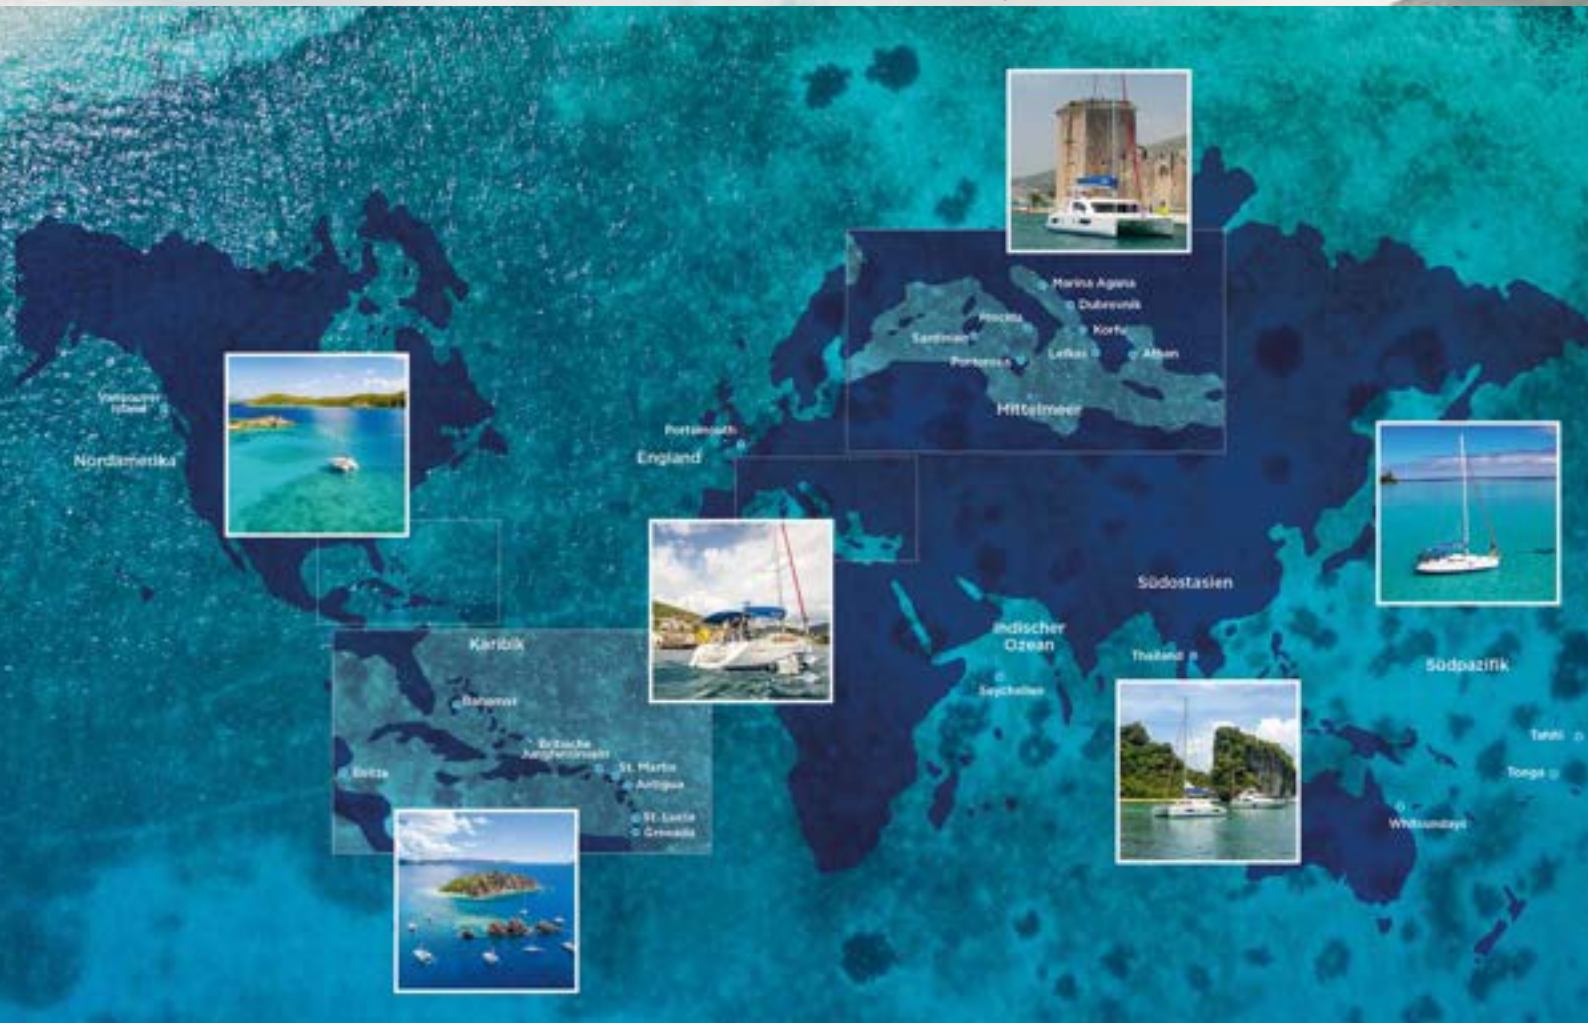 Marina Agana
Dubrovnik
Procida
Korfu
Sardinien
Lefkas
Athen
Portorosa
Mittelmeer
Vancouver
Island
Nordamerika
Portsmouth
England
Südostasien
Indischer
Ozean
Thailand
Seychellen
Südpazifik
Karibik
Bahamas
Britische
Jungferninseln
St. Martin
Belize
Antigua
St. Lucia
Grenada
Tahiti
Tonga
Whitsundays